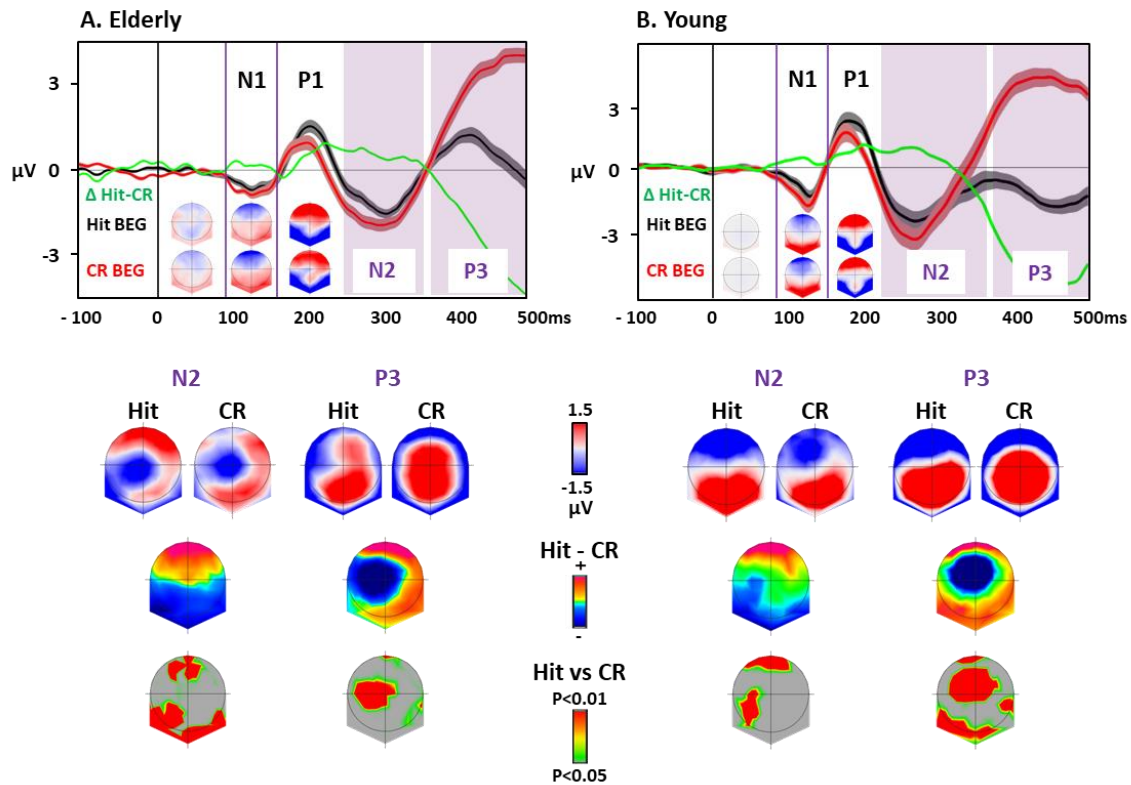 A. Elderly
3
0
-3
μV
N1
P1
Δ Hit-CR
Hit BEG
CR BEG
N2
P3
- 100
0
100
200
300
400
500ms
B. Young
3
0
-3
μV
N1
P1
Δ Hit-CR
Hit BEG
CR BEG
N2
P3
- 100
0
100
200
300
400
500ms
N2
P3
Hit
CR
Hit
CR
1.5
-1.5
μV
N2
P3
Hit
CR
Hit
CR
Hit - CR
+
-
Hit vs CR
P<0.01
P<0.05